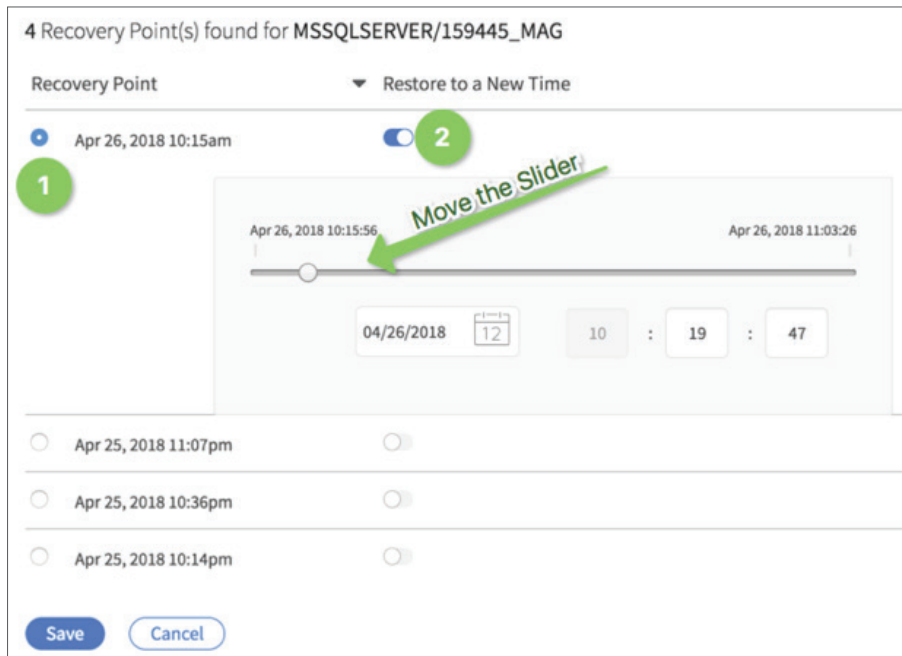 4 Recovery Point(s) found for MSSQLSERVER/159445_MAG
Recovery Point Restore to a New Time
Apr 26, 2018 10:15am 2
1
Move the Slider
Apr 26, 2018 10:15:56 Apr 26, 2018 11:03:26
04/26/2018 12 10 : 19 : 47
Apr 25, 2018 11:07pm
Apr 25, 2018 10:36pm
Apr 25, 2018 10:14pm
Save Cancel